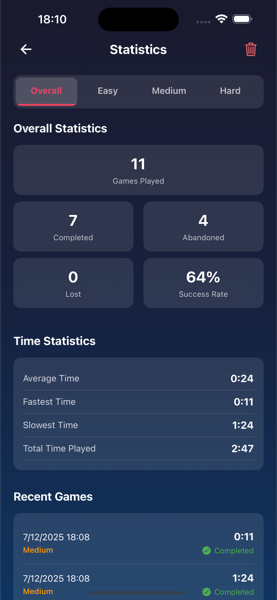 18:10
Statistics
Overall Easy Medium Hard
Overall Statistics
11
Games Played
7 4
Completed Abandoned
0 64%
Lost Success Rate
Time Statistics
Average Time 0:24
Fastest Time 0:11
Slowest Time 1:24
Total Time Played 2:47
Recent Games
7/12/2025 18:08 0:11
Medium Completed
7/12/2025 18:08 1:24
Medium Completed